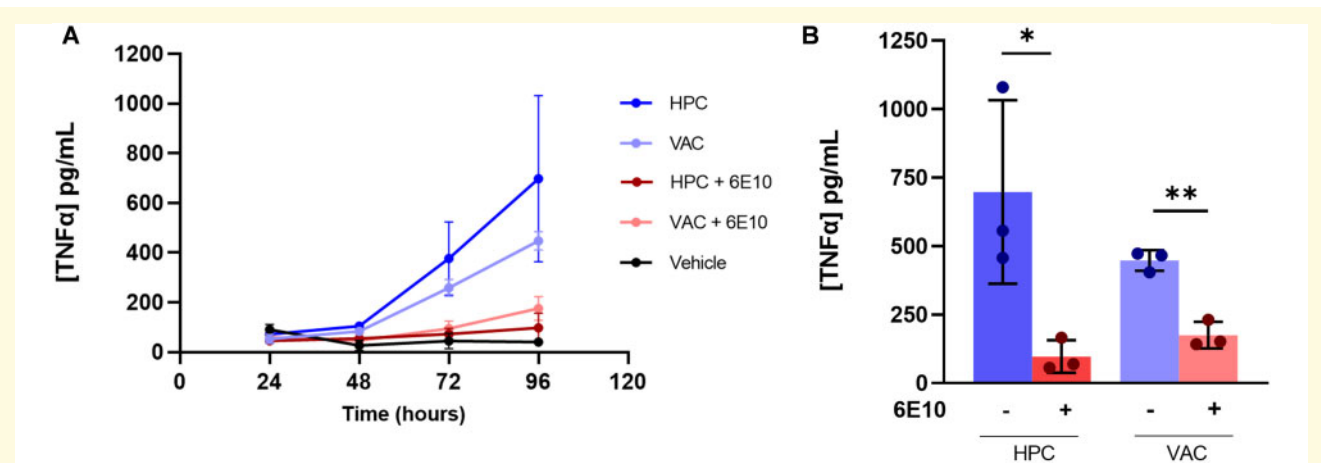 A
[TNFα] pg/mL
1200
1000
800
600
400
200
0
0 24 48 72 96 120
Time (hours)
HPC
VAC
HPC + 6E10
VAC + 6E10
Vehicle
B
[TNFα] pg/mL
1250
1000
750
500
250
0
*
**
6E10 - + - +
HPC VAC